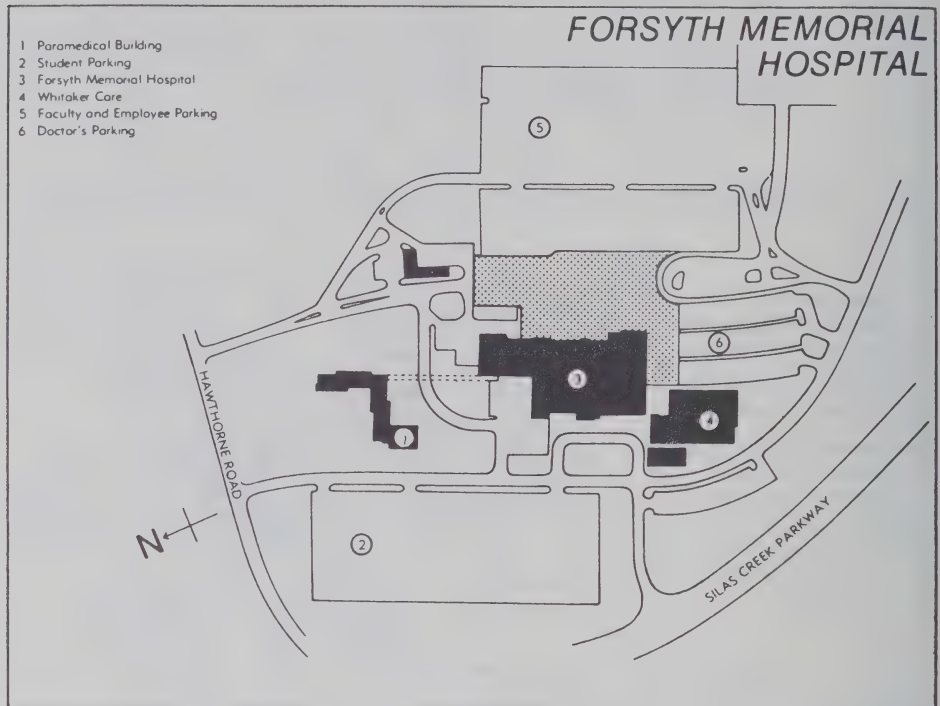 FORSYTH MEMORIAL
HOSPITAL
1 Paramedical Building
2 Student Parking
3 Forsyth Memorial Hospital
4 Whitaker Care
5 Faculty and Employee Parking
6 Doctor's Parking
5
6
3
4
1
HAWTHORNE ROAD
N
2
SILAS CREEK PARKWAY